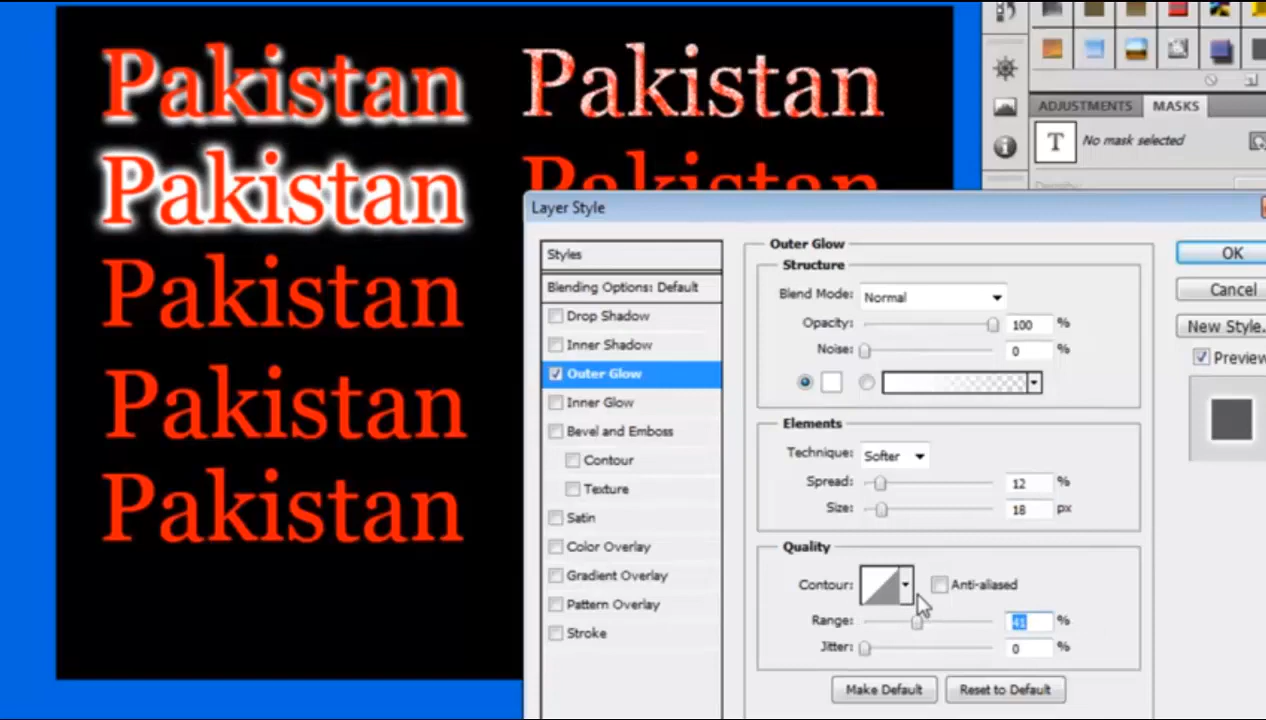 Pakistan
Pakistan
Pakistan
Pakistan
Pakistan
Pakistan
Pakistan
ADJUSTMENTS
MASKS
T
No mask selected
Layer Style
Styles
Blending Options: Default
Drop Shadow
Inner Shadow
Outer Glow
Inner Glow
Bevel and Emboss
Contour
Texture
Satin
Color Overlay
Gradient Overlay
Pattern Overlay
Stroke
Outer Glow
Structure
Blend Mode: Normal
Opacity: 100 %
Noise: 0 %
Elements
Technique: Softer
Spread: 12 %
Size: 18 px
Quality
Contour: Anti-aliased
Range: 41 %
Jitter: 0 %
Make Default
Reset to Default
OK
Cancel
New Style.
Preview